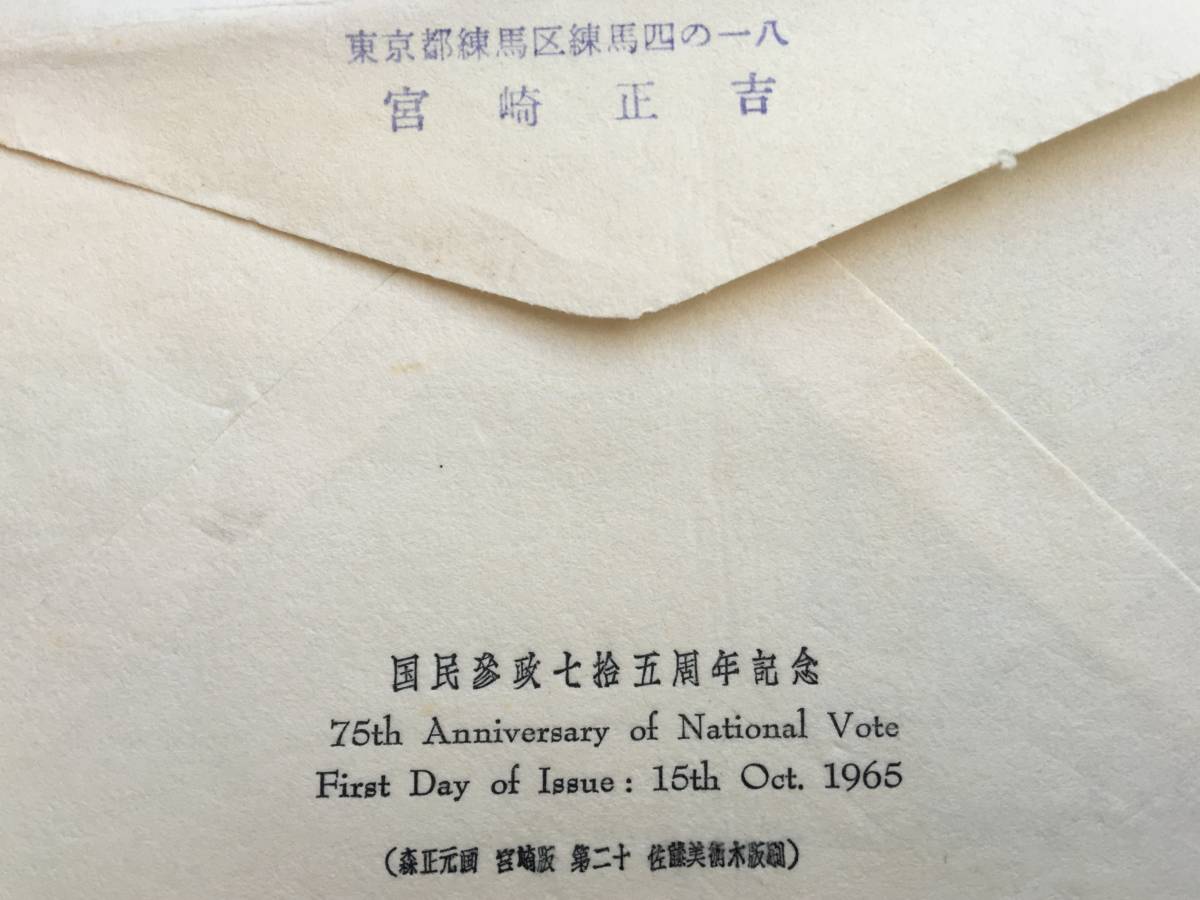 東京都練馬区練馬四の一八
宮崎正吉
国民參政七拾五周年記念
75th Anniversary of National Vote
First Day of Issue: 15th Oct. 1965
(森正元画 宮崎版 第二十 佐藤美術木版刷)